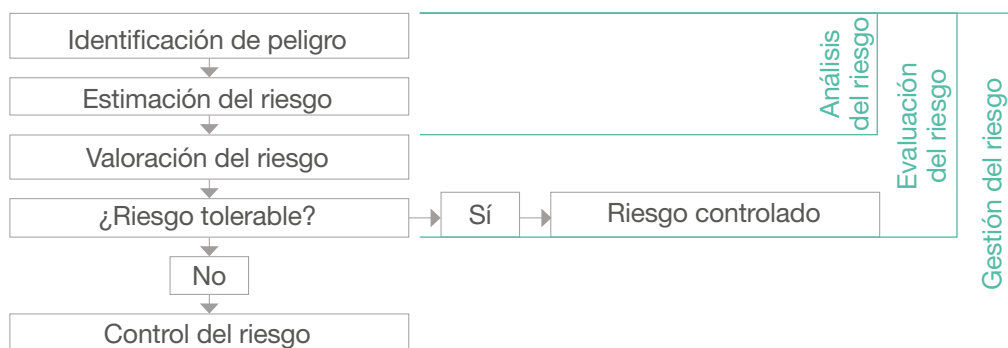 Identificación de peligro
Estimación del riesgo
Valoración del riesgo
¿Riesgo tolerable?
Sí
Riesgo controlado
No
Control del riesgo
Análisis
del riesgo
Evaluación
del riesgo
Gestión del riesgo